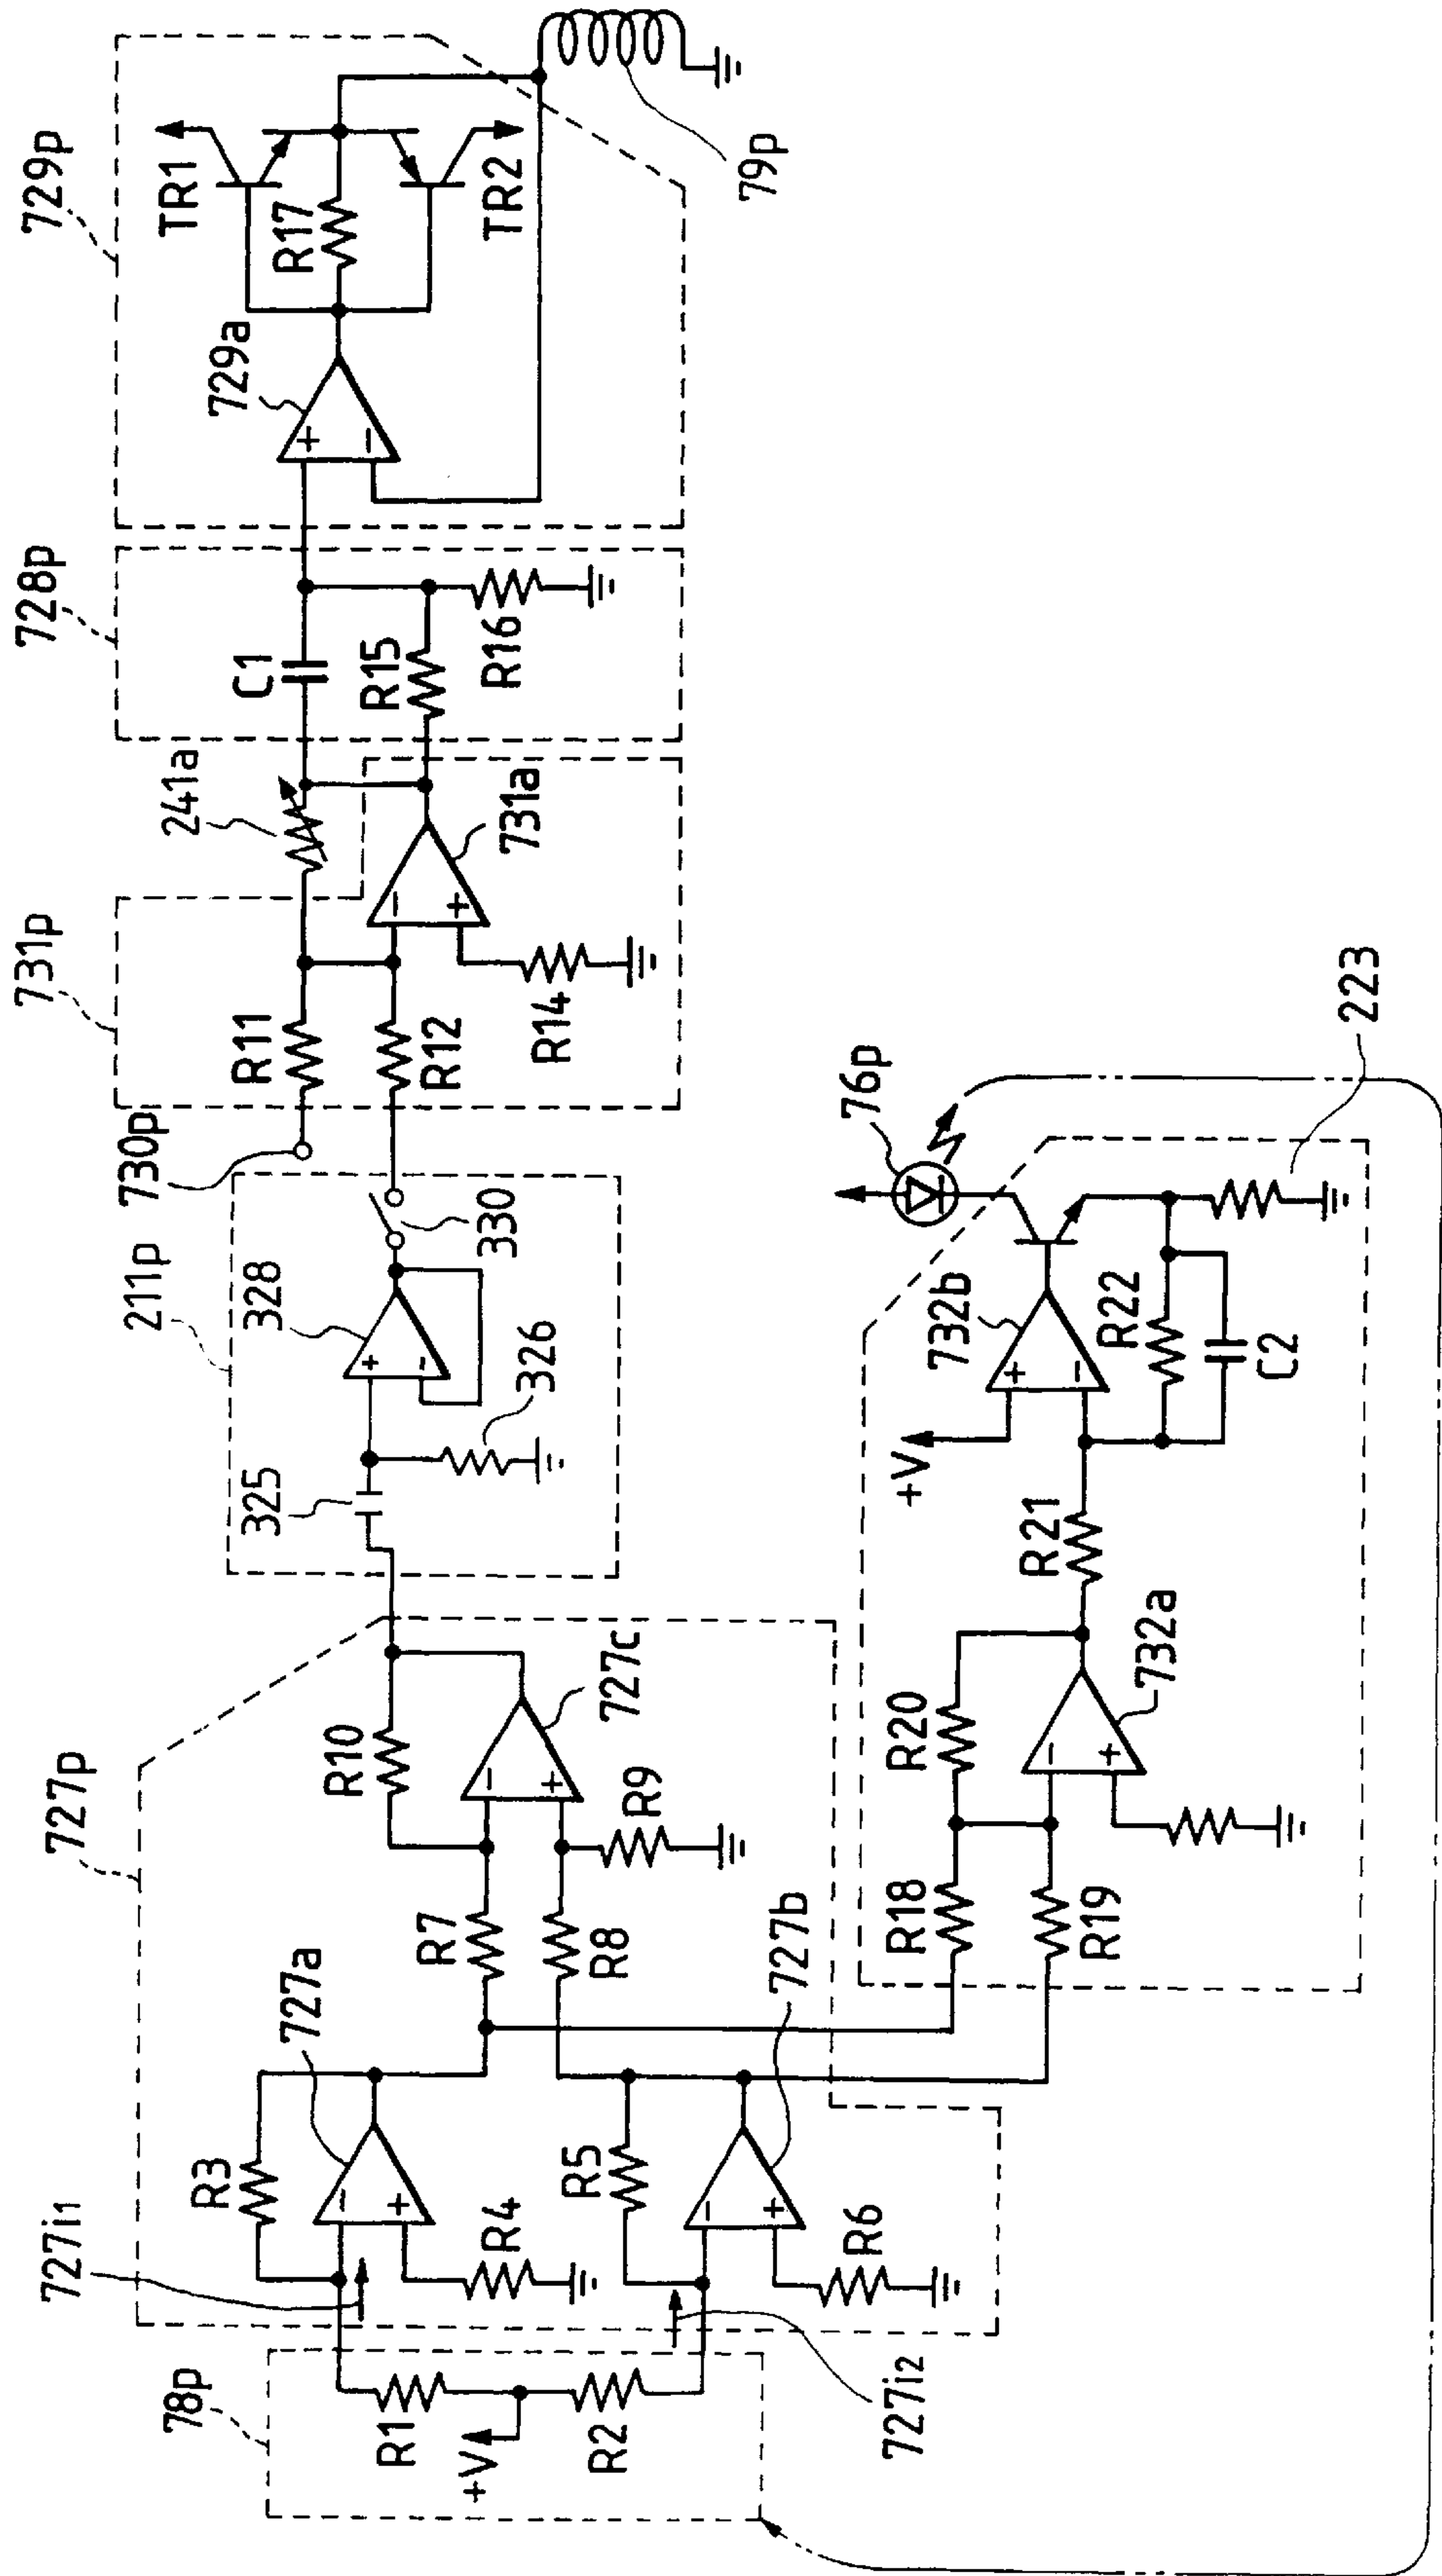 729p
TR1
R17
TR2
729a
79p
728p
C1
R15
R16
241a
731p
731a
R11
R12
R14
730p
211p
328
330
325
326
76p
223
732b
R22
C2
+V
R21
732a
R20
R18
R19
727p
727c
R10
R9
R7
R8
727a
727b
R3
R4
R5
R6
727i1
727i2
78p
R1
R2
+V
+
−
+
−
−
+
+
−
−
+
−
+
−
+
+
−
−
+